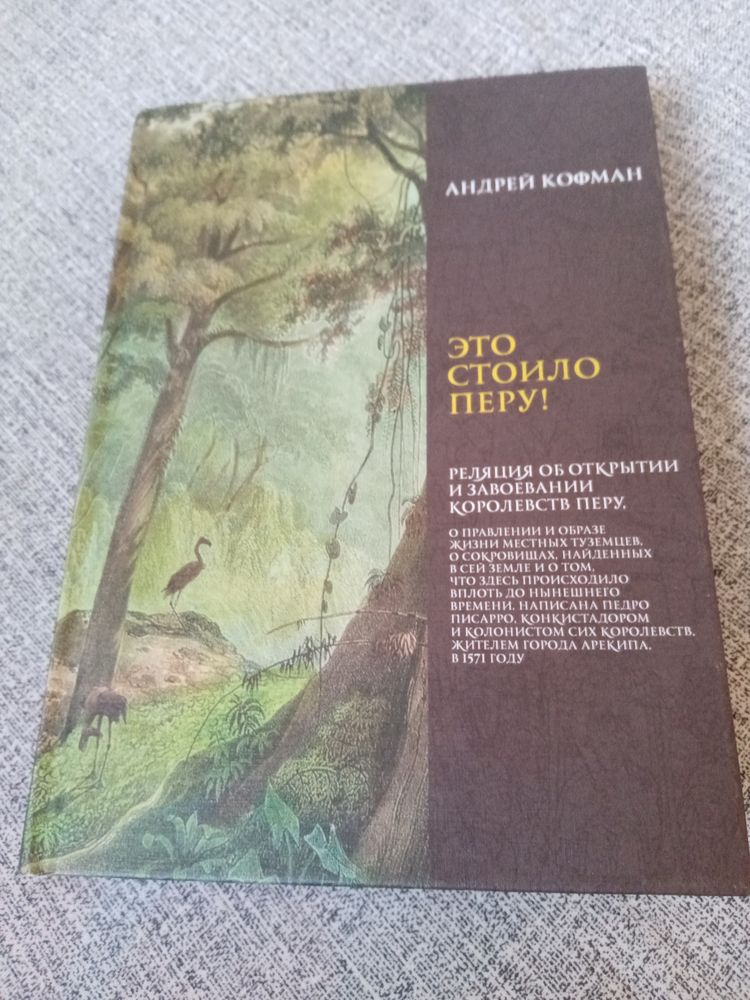 АНДРЕЙ КОФМАН
ЭТО
СТОИЛО
ПЕРУ!
РЕЛЯЦИЯ ОБ ОТКРЫТИИ
И ЗАВОЕВАНИИ
КОРОЛЕВСТВ ПЕРУ,
О ПРАВЛЕНИИ И ОБРАЗЕ
ЖИЗНИ МЕСТНЫХ ТУЗЕМЦЕВ,
О СОКРОВИЩАХ, НАЙДЕННЫХ
В СЕЙ ЗЕМЛЕ И О ТОМ,
ЧТО ЗДЕСЬ ПРОИСХОДИЛО
ВПЛОТЬ ДО НЫНЕШНЕГО
ВРЕМЕНИ. НАПИСАНА ПЕДРО
ПИСАРРО, КОНКИСТАДОРОМ
И КОЛОНИСТОМ СИХ КОРОЛЕВСТВ,
ЖИТЕЛЕМ ГОРОДА АРЕКИПА,
В 1571 ГОДУ